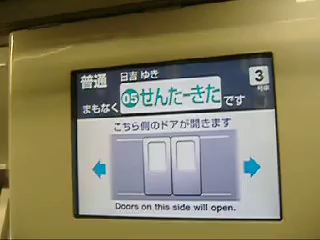 普通 日吉 ゆき
3
号車
まもなく 05 せんたーきた です
こちら側のドアが開きます
Doors on this side will open.